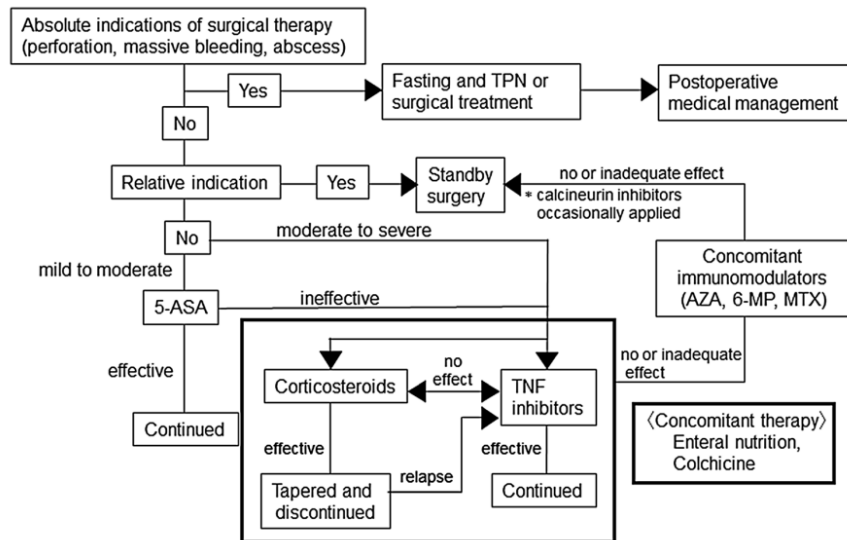 Absolute indications of surgical therapy
(perforation, massive bleeding, abscess)
Yes
Fasting and TPN or
surgical treatment
Postoperative
medical management
No
Relative indication
Yes
Standby
surgery
no or inadequate effect
* calcineurin inhibitors
occasionally applied
No
moderate to severe
mild to moderate
Concomitant
immunomodulators
(AZA, 6-MP, MTX)
5-ASA
ineffective
effective
Corticosteroids
no
effect
TNF
inhibitors
no or inadequate
effect
Continued
effective
relapse
effective
Tapered and
discontinued
Continued
〈Concomitant therapy〉
Enteral nutrition,
Colchicine